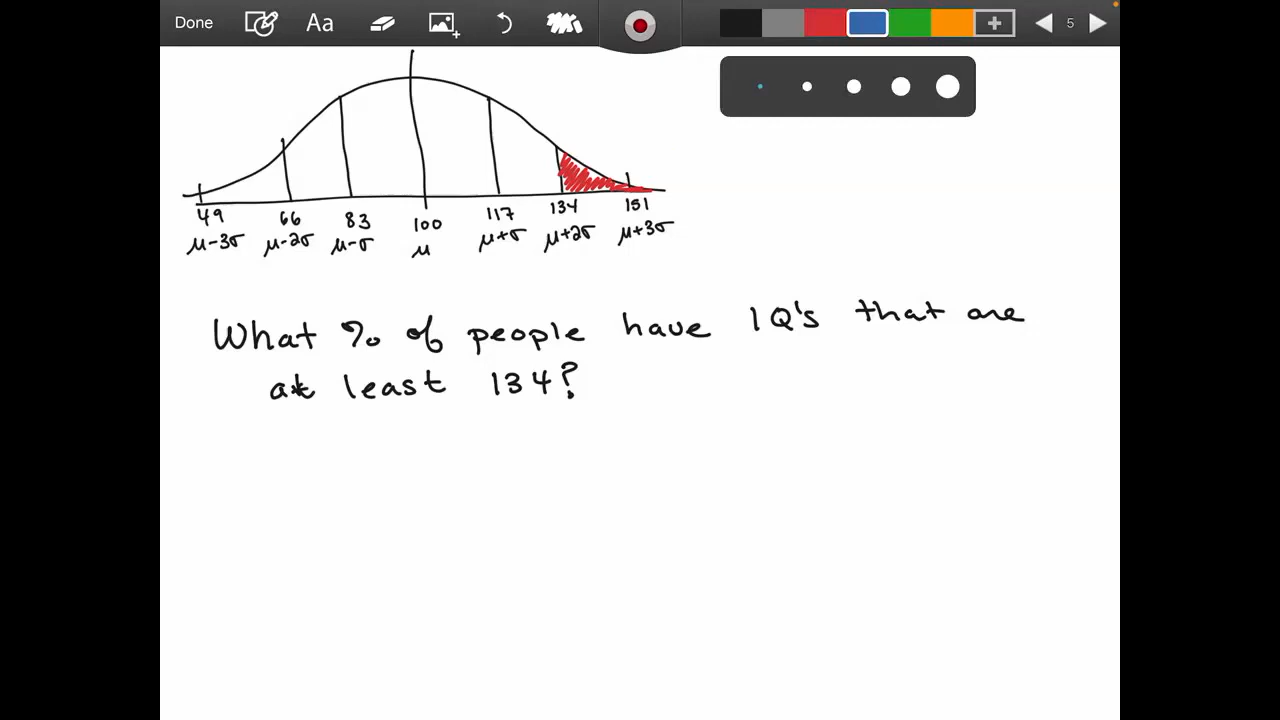 Done Aa 5
49 66 83 100 117 134 151
μ-3σ μ-2σ μ-σ μ μ+σ μ+2σ μ+3σ
What % of people have IQ's that are
at least 134?